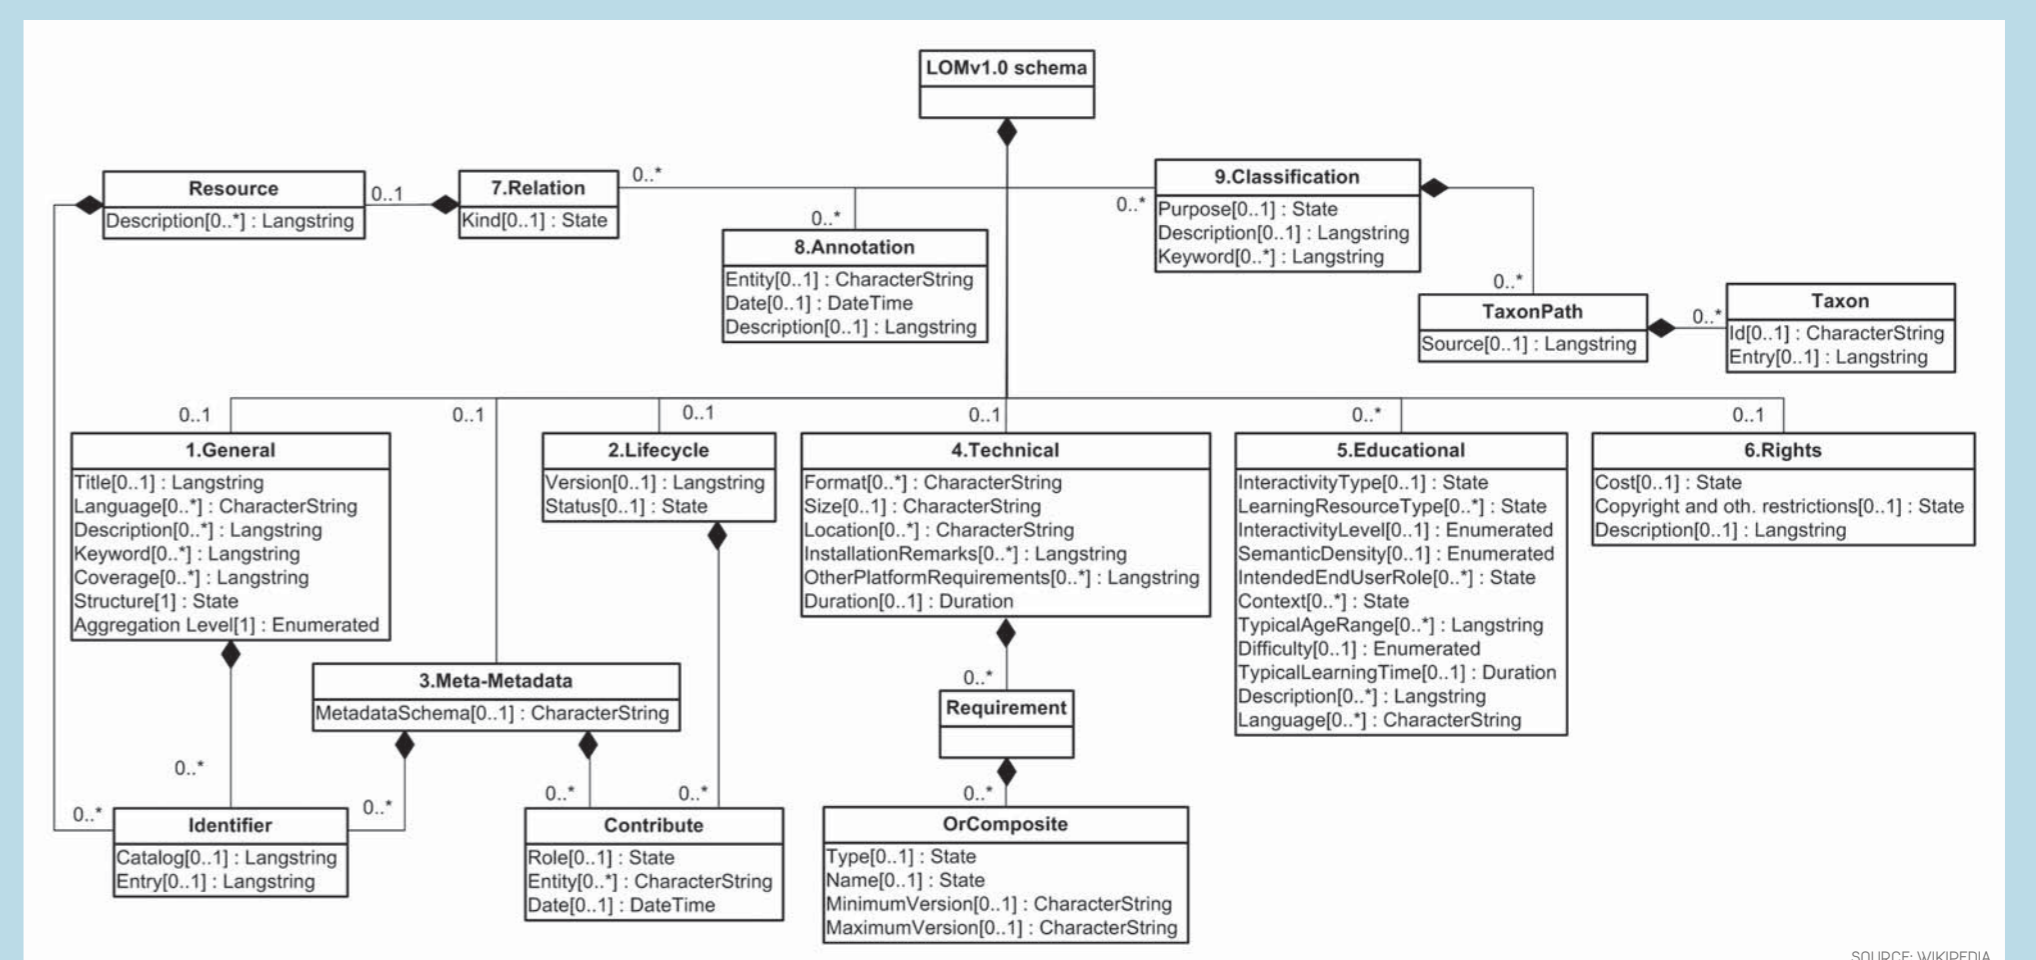 LOMv1.0 schema
Resource
Description[0..*] : Langstring
0..1
7.Relation
Kind[0..1] : State
0..*
0..*
8.Annotation
Entity[0..1] : CharacterString
Date[0..1] : DateTime
Description[0..1] : Langstring
0..*
9.Classification
Purpose[0..1] : State
Description[0..1] : Langstring
Keyword[0..*] : Langstring
0..*
TaxonPath
Source[0..1] : Langstring
0..*
Taxon
Id[0..1] : CharacterString
Entry[0..1] : Langstring
0..1
1.General
Title[0..1] : Langstring
Language[0..*] : CharacterString
Description[0..*] : Langstring
Keyword[0..*] : Langstring
Coverage[0..*] : Langstring
Structure[1] : State
Aggregation Level[1] : Enumerated
0..1
0..1
2.Lifecycle
Version[0..1] : Langstring
Status[0..1] : State
0..1
4.Technical
Format[0..*] : CharacterString
Size[0..1] : CharacterString
Location[0..*] : CharacterString
InstallationRemarks[0..*] : Langstring
OtherPlatformRequirements[0..*] : Langstring
Duration[0..1] : Duration
0..*
5.Educational
InteractivityType[0..1] : State
LearningResourceType[0..*] : State
InteractivityLevel[0..1] : Enumerated
SemanticDensity[0..1] : Enumerated
IntendedEndUserRole[0..*] : State
Context[0..*] : State
TypicalAgeRange[0..*] : Langstring
Difficulty[0..1] : Enumerated
TypicalLearningTime[0..1] : Duration
Description[0..*] : Langstring
Language[0..*] : CharacterString
0..1
6.Rights
Cost[0..1] : State
Copyright and oth. restrictions[0..1] : State
Description[0..1] : Langstring
3.Meta-Metadata
MetadataSchema[0..1] : CharacterString
0..*
Requirement
0..*
0..*
0..*
Identifier
Catalog[0..1] : Langstring
Entry[0..1] : Langstring
0..*
0..*
Contribute
Role[0..1] : State
Entity[0..*] : CharacterString
Date[0..1] : DateTime
0..*
OrComposite
Type[0..1] : State
Name[0..1] : State
MinimumVersion[0..1] : CharacterString
MaximumVersion[0..1] : CharacterString
SOURCE: WIKIPEDIA